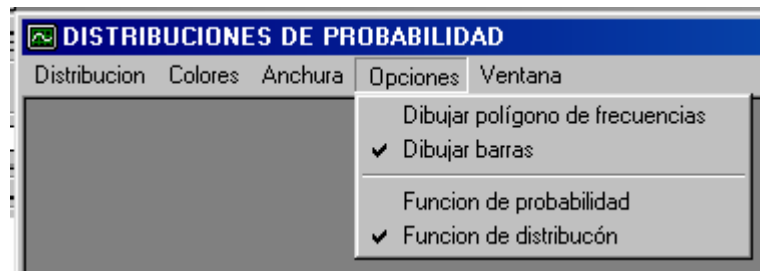 DISTRIBUCIONES DE PROBABILIDAD
Distribucion Colores Anchura Opciones Ventana
Dibujar polígono de frecuencias
Dibujar barras
Funcion de probabilidad
Funcion de distribucón